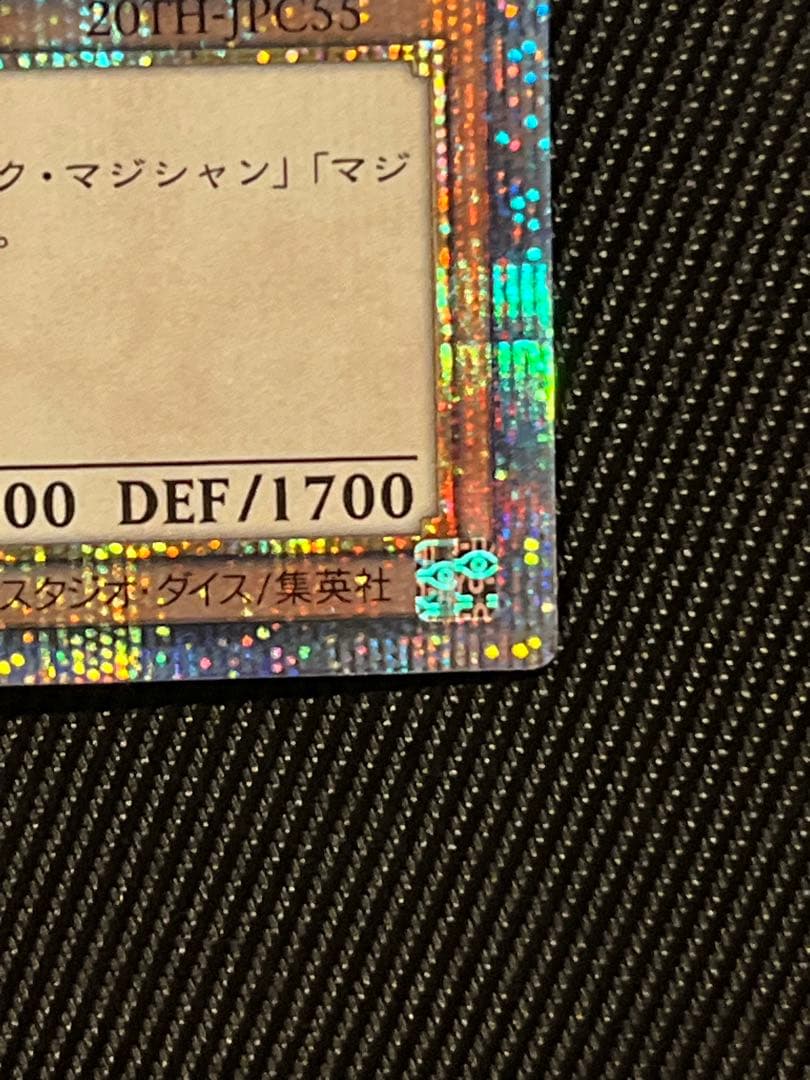 20TH-JPC55
ク・マジシャン」「マジ
。
00 DEF/1700
スタジオ・ダイス/集英社